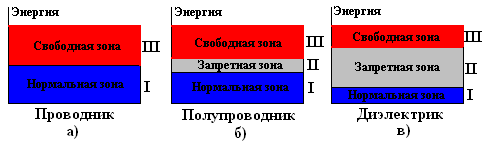 Энергия
Свободная зона III
Нормальная зона I
Проводник
а)
Энергия
Свободная зона III
Запретная зона II
Нормальная зона I
Полупроводник
б)
Энергия
Свободная зона III
Запретная зона II
Нормальная зона I
Диэлектрик
в)